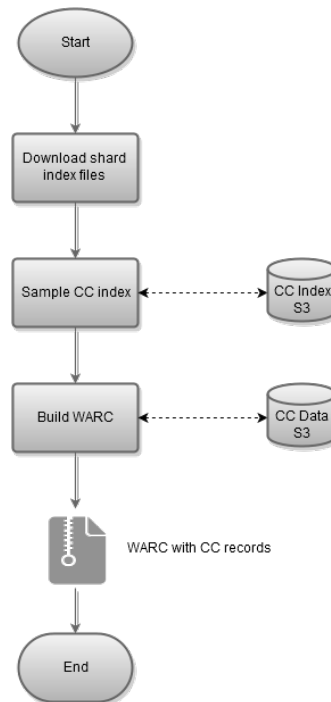 Start
Download shard
index files
Sample CC index
CC Index
S3
Build WARC
CC Data
S3
WARC with CC records
End